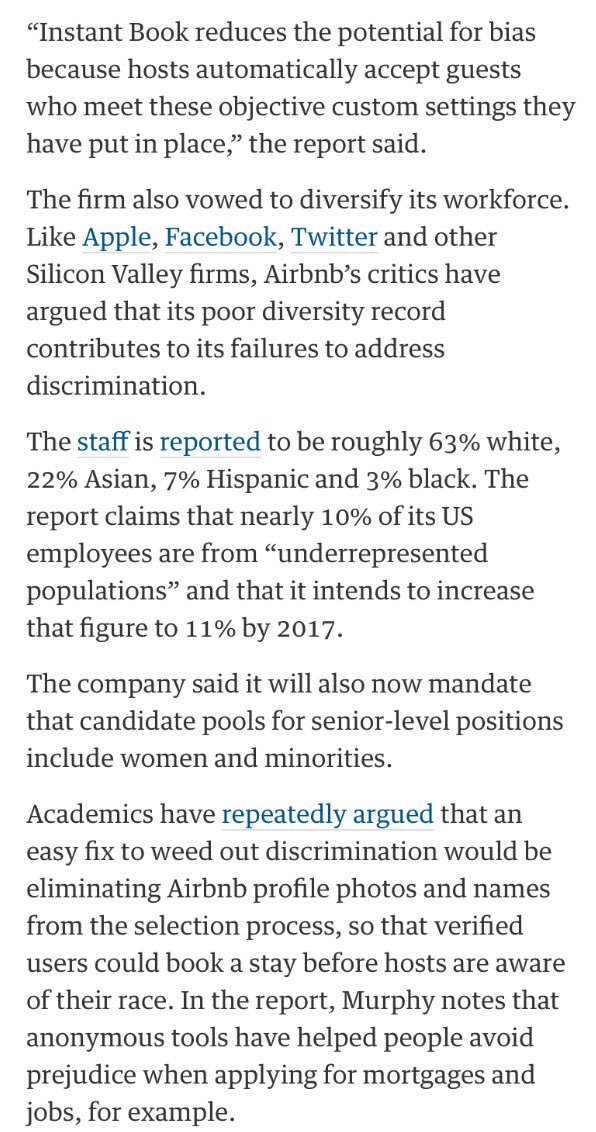 “Instant Book reduces the potential for bias
because hosts automatically accept guests
who meet these objective custom settings they
have put in place,” the report said.
The firm also vowed to diversify its workforce.
Like Apple, Facebook, Twitter and other
Silicon Valley firms, Airbnb’s critics have
argued that its poor diversity record
contributes to its failures to address
discrimination.
The staff is reported to be roughly 63% white,
22% Asian, 7% Hispanic and 3% black. The
report claims that nearly 10% of its US
employees are from “underrepresented
populations” and that it intends to increase
that figure to 11% by 2017.
The company said it will also now mandate
that candidate pools for senior-level positions
include women and minorities.
Academics have repeatedly argued that an
easy fix to weed out discrimination would be
eliminating Airbnb profile photos and names
from the selection process, so that verified
users could book a stay before hosts are aware
of their race. In the report, Murphy notes that
anonymous tools have helped people avoid
prejudice when applying for mortgages and
jobs, for example.